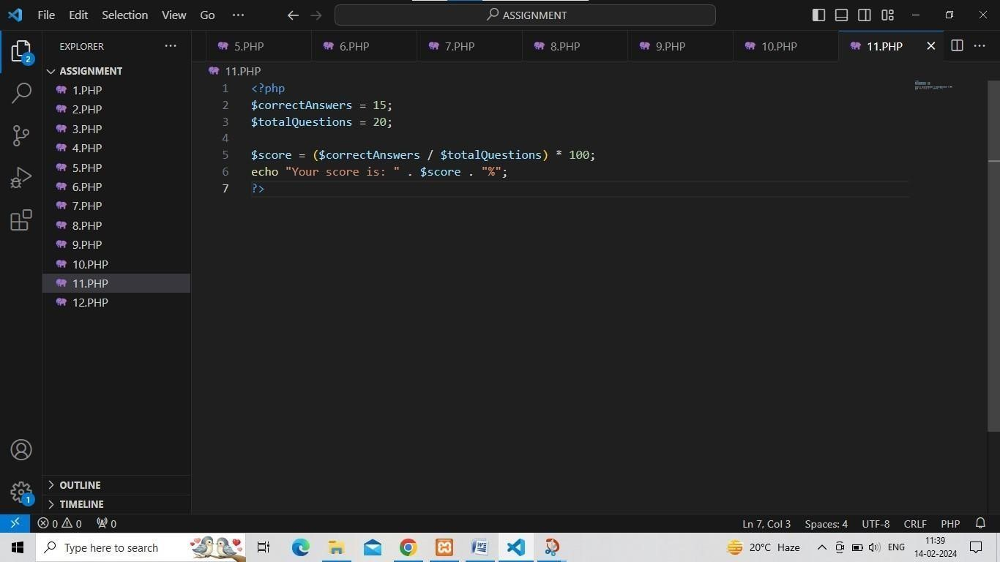 File Edit Selection View Go ··· ASSIGNMENT
EXPLORER ···
5.PHP 6.PHP 7.PHP 8.PHP 9.PHP 10.PHP 11.PHP
ASSIGNMENT
1.PHP
2.PHP
3.PHP
4.PHP
5.PHP
6.PHP
7.PHP
8.PHP
9.PHP
10.PHP
11.PHP
12.PHP
OUTLINE
TIMELINE
11.PHP
1 <?php
2 $correctAnswers = 15;
3 $totalQuestions = 20;
4
5 $score = ($correctAnswers / $totalQuestions) * 100;
6 echo "Your score is: " . $score . "%";
7 ?>
2
1
0 0 0 Ln 7, Col 3 Spaces: 4 UTF-8 CRLF PHP
Type here to search 20°C Haze ENG 11:39
14-02-2024